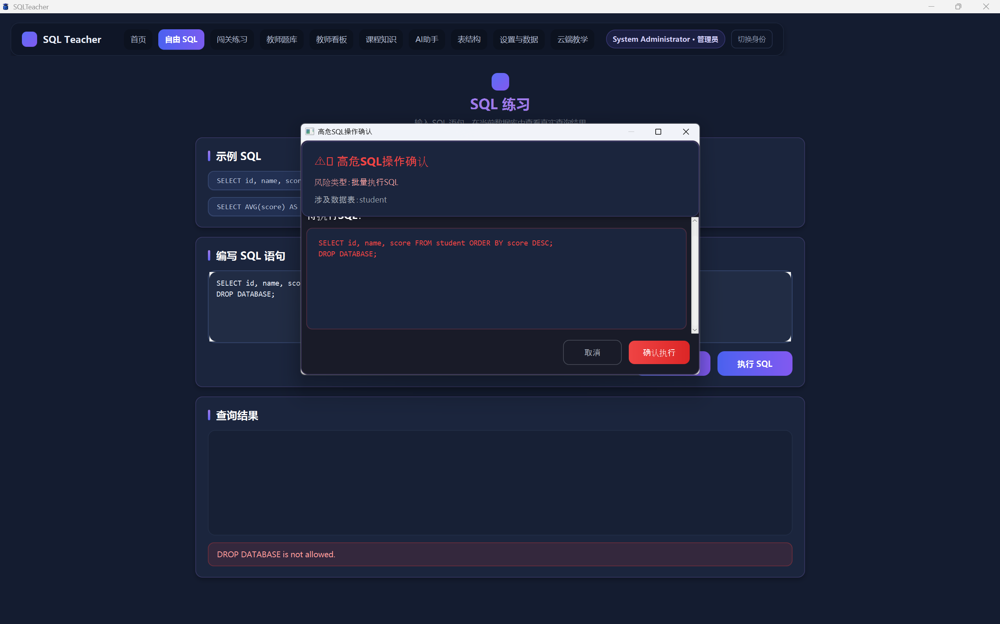 SQLTeacher
SQL Teacher
首页
自由 SQL
闯关练习
教师题库
教师看板
课程知识
AI助手
表结构
设置与数据
云端教学
System Administrator • 管理员
切换身份
SQL 练习
输入 SQL 语句，在当前数据库中查看真实查询结果
高危SQL操作确认
⚠ 高危SQL操作确认
风险类型:批量执行SQL
涉及数据表:student
待执行SQL:
SELECT id, name, score FROM student ORDER BY score DESC;
DROP DATABASE;
取消
确认执行
示例 SQL
SELECT id, name, scor
SELECT AVG(score) AS
编写 SQL 语句
SELECT id, name, sco
DROP DATABASE;
执行 SQL
查询结果
DROP DATABASE is not allowed.